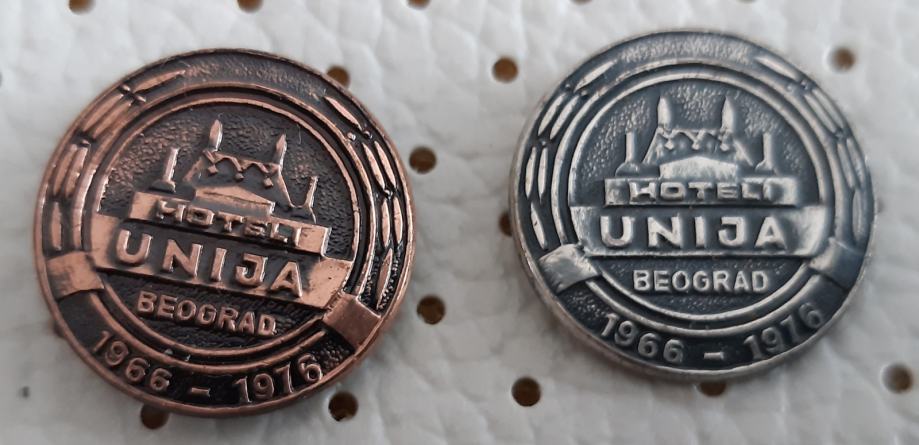 HOTELI
UNIJA
BEOGRAD
1966 - 1976
HOTELI
UNIJA
BEOGRAD
1966 - 1976